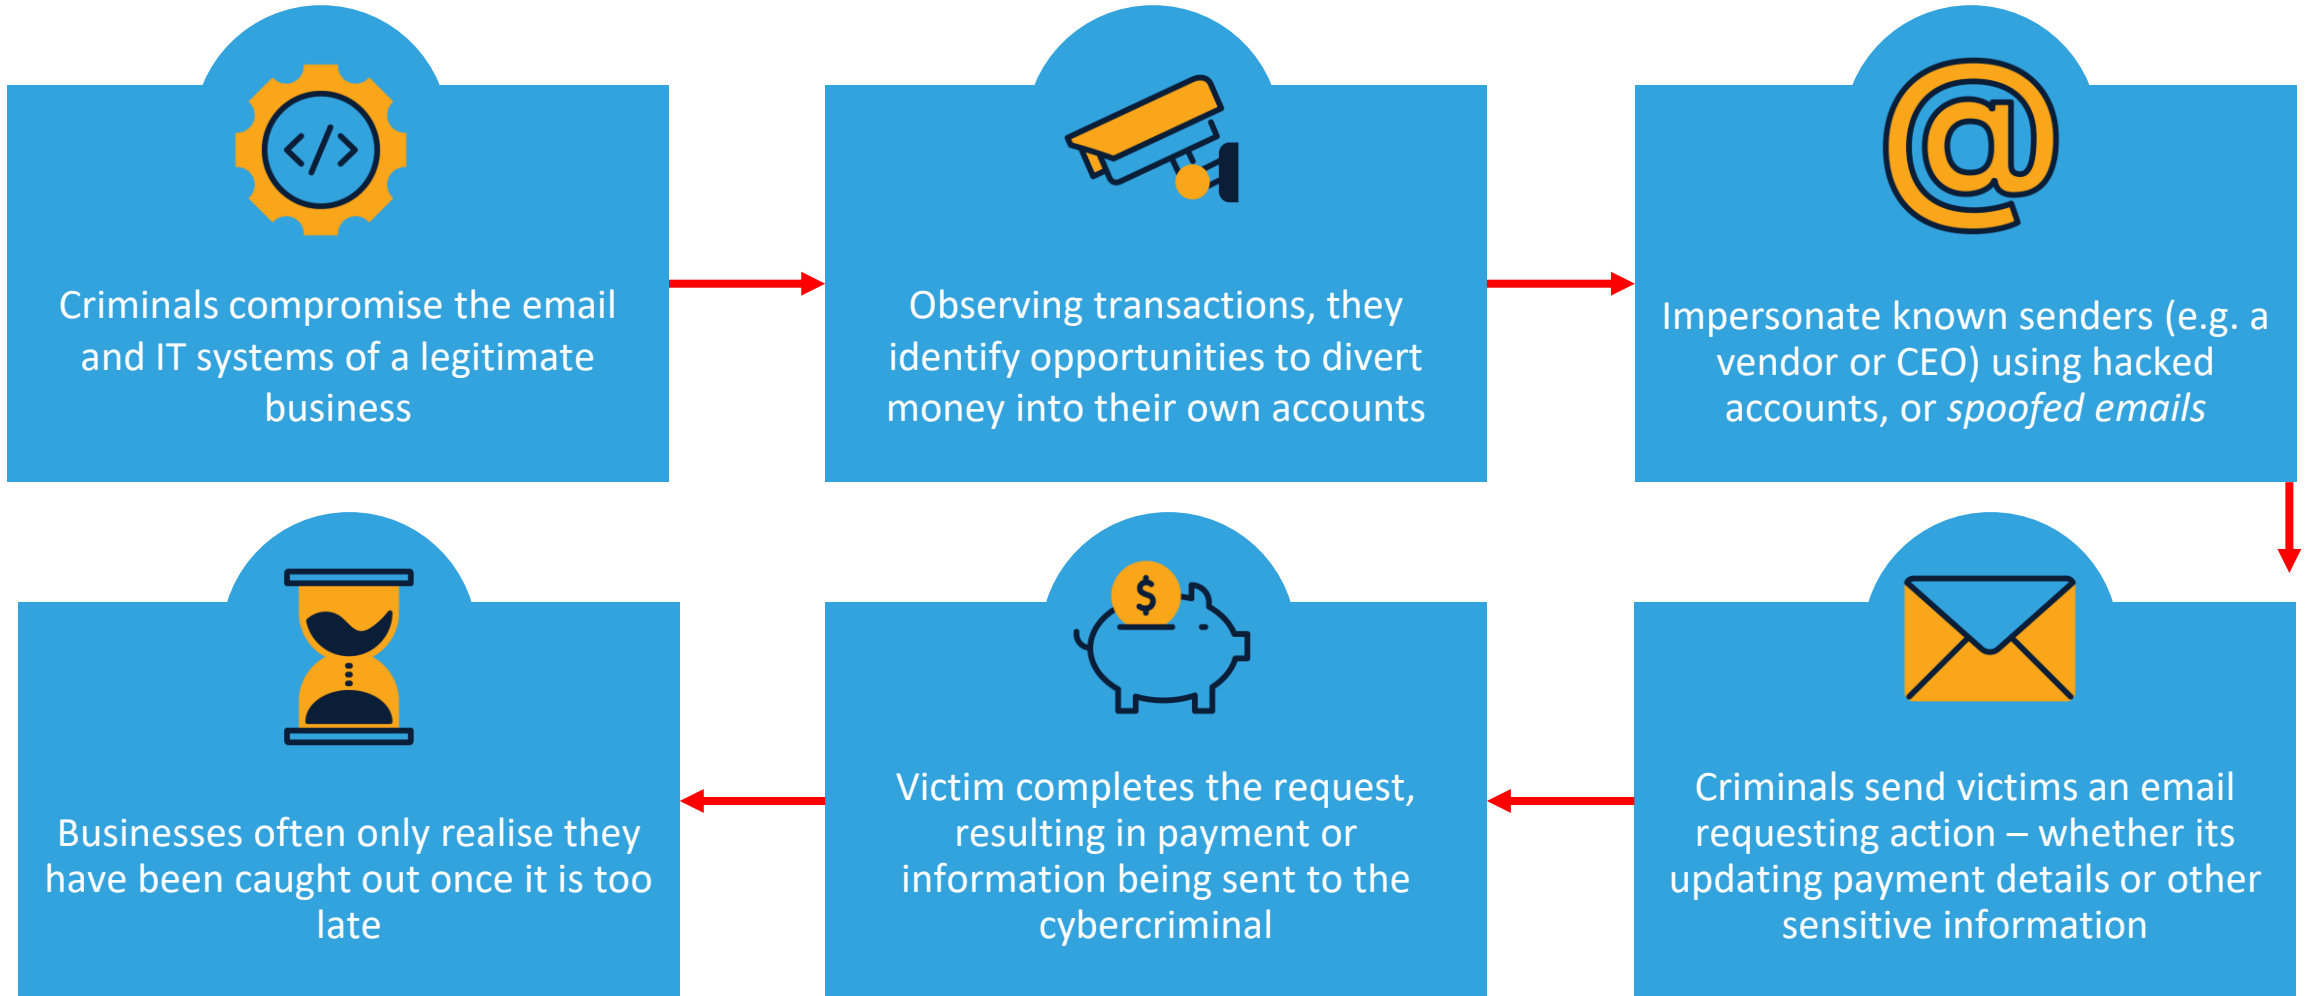 Criminals compromise the email
and IT systems of a legitimate
business
Observing transactions, they
identify opportunities to divert
money into their own accounts
Impersonate known senders (e.g. a
vendor or CEO) using hacked
accounts, or spoofed emails
Criminals send victims an email
requesting action – whether its
updating payment details or other
sensitive information
Victim completes the request,
resulting in payment or
information being sent to the
cybercriminal
Businesses often only realise they
have been caught out once it is too
late